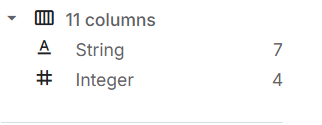 11 columns
String 7
Integer 4